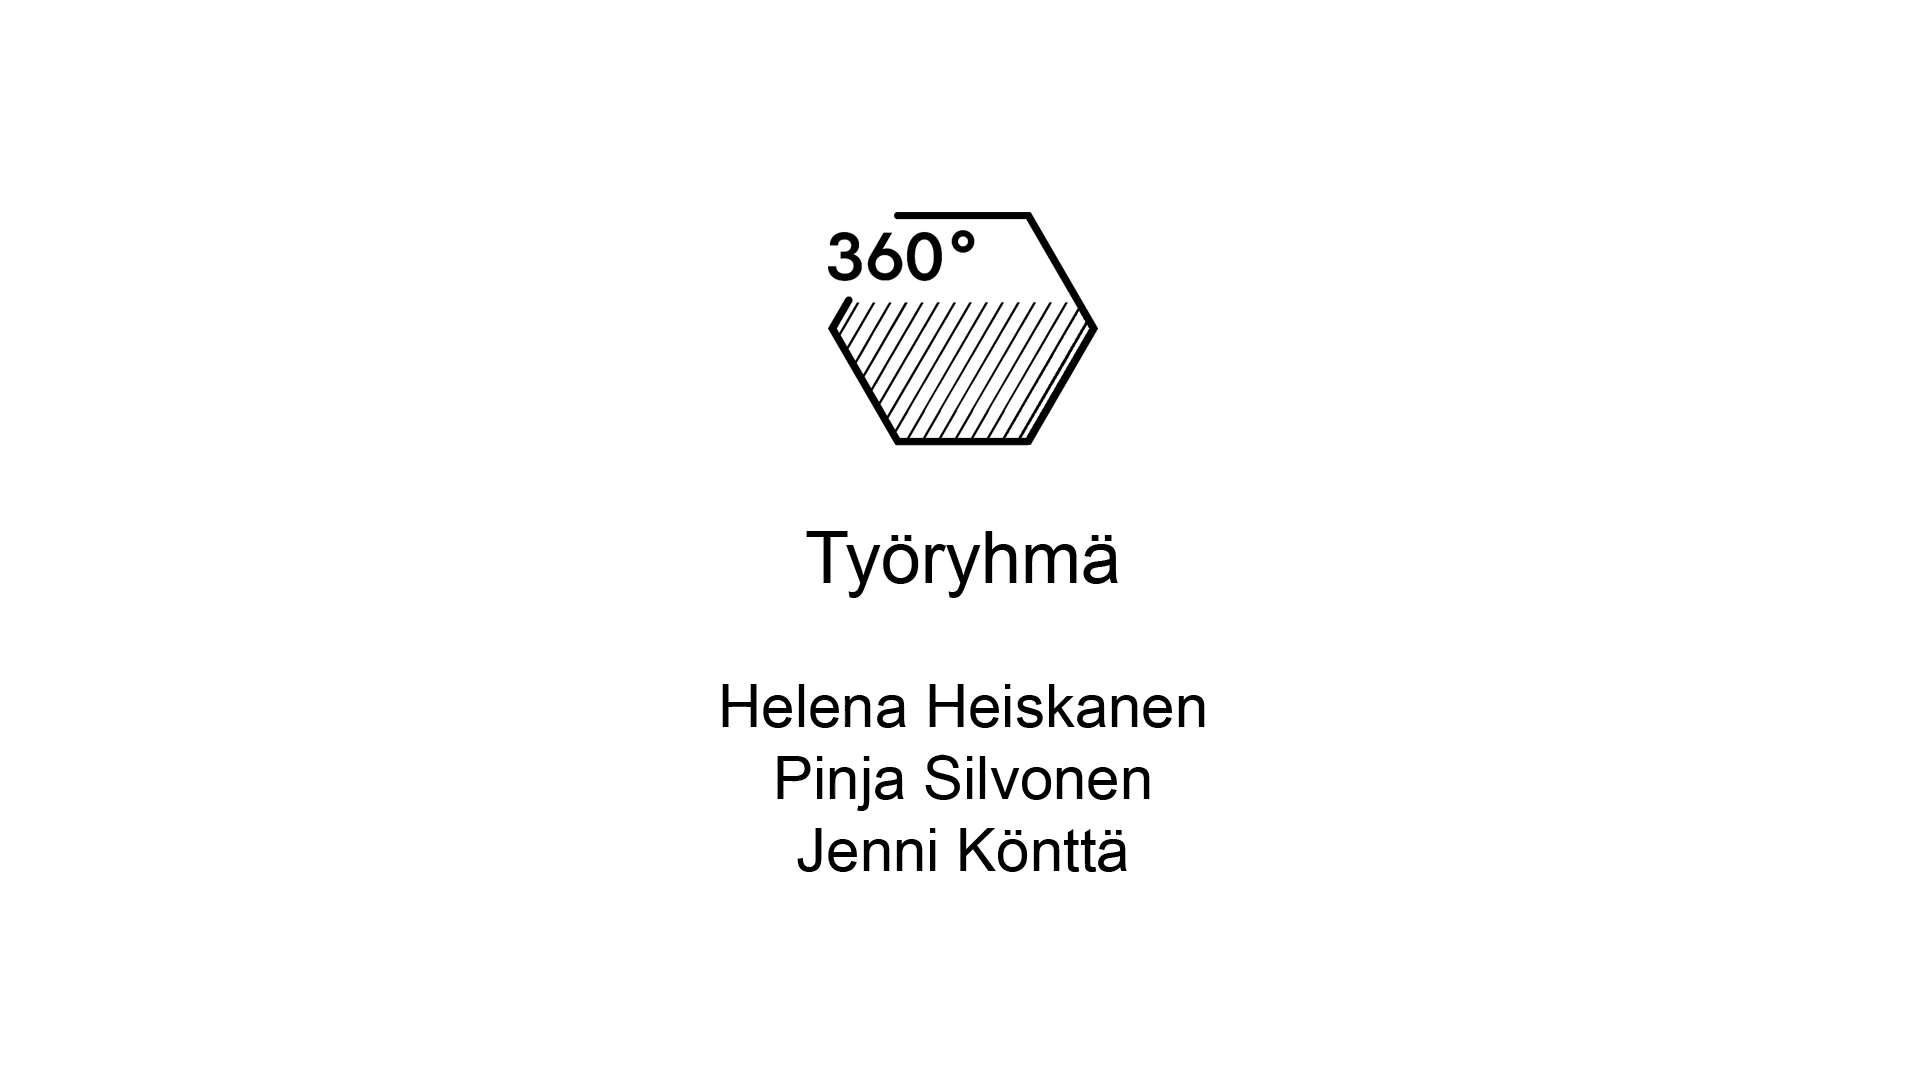 360°
Työryhmä
Helena Heiskanen
Pinja Silvonen
Jenni Könttä